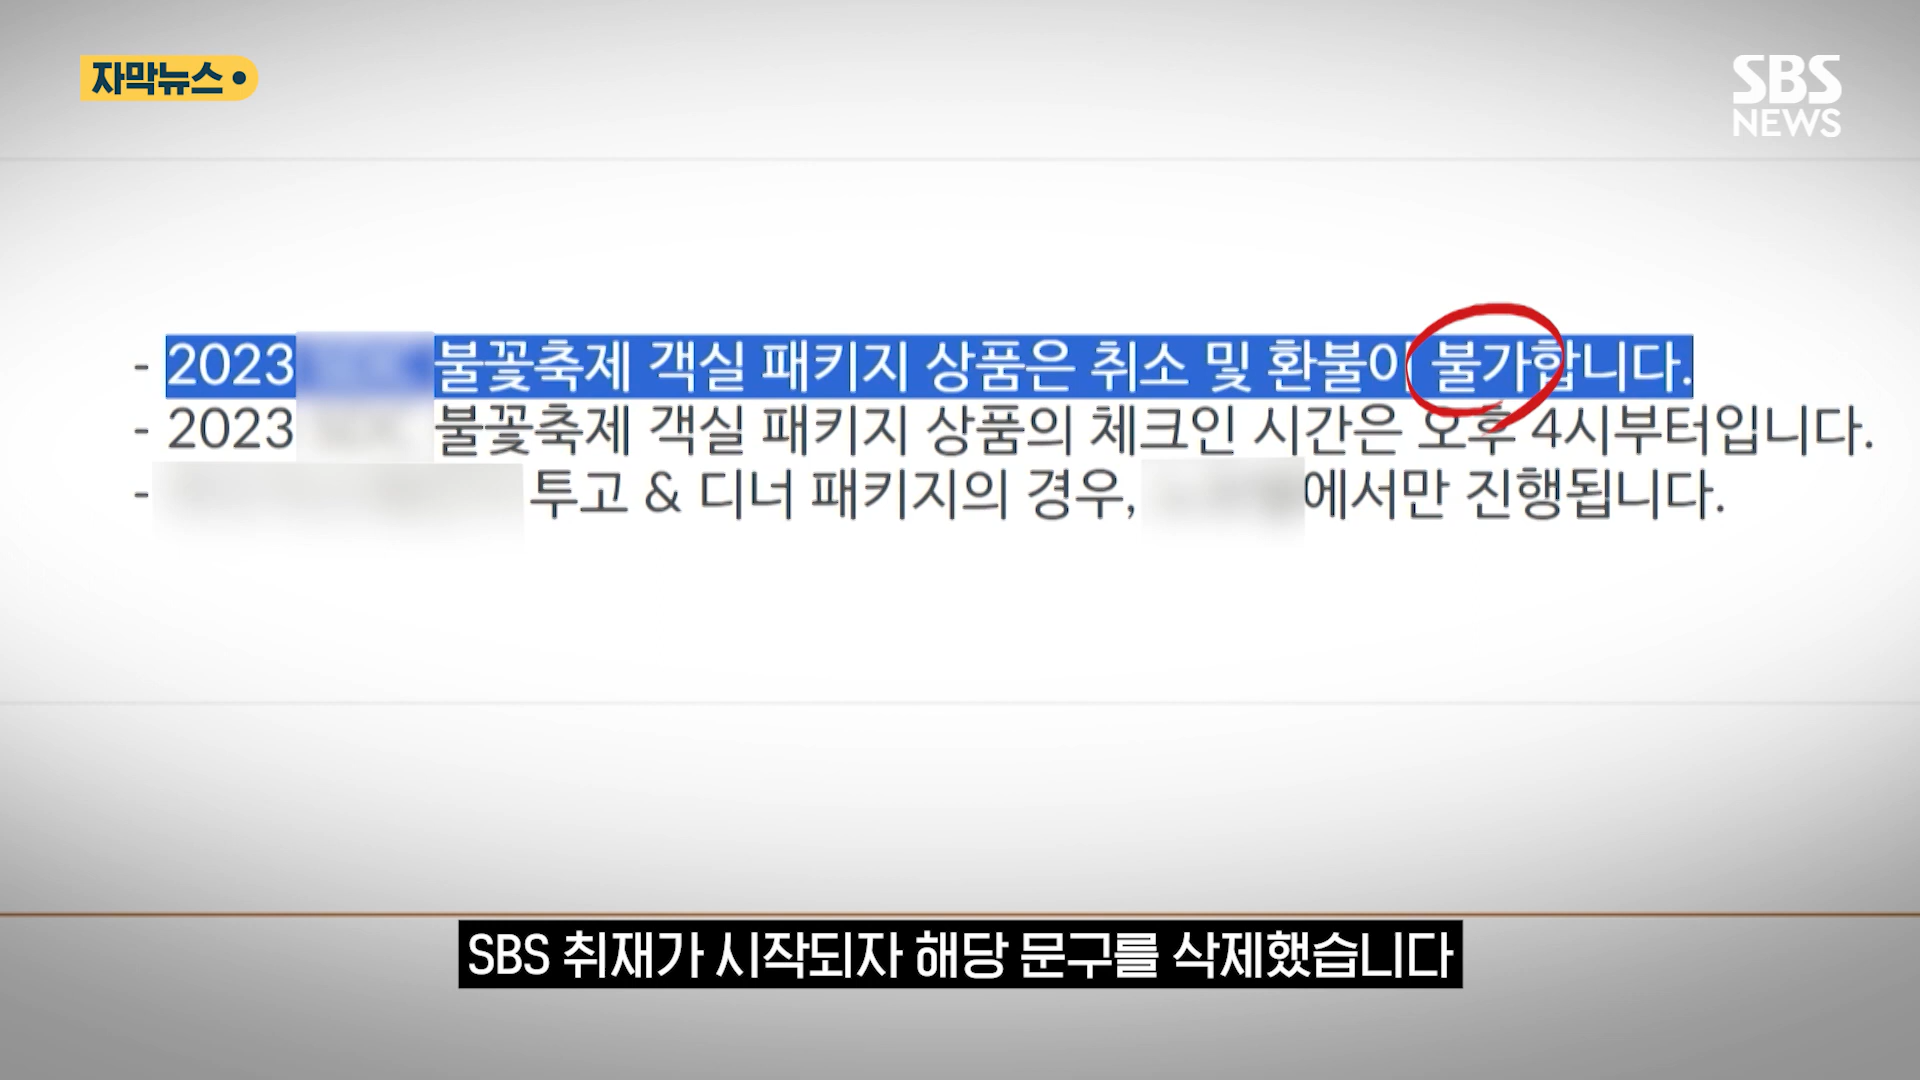 자막뉴스
SBS
NEWS
- 2023 불꽃축제 객실 패키지 상품은 취소 및 환불이 불가합니다.
- 2023 불꽃축제 객실 패키지 상품의 체크인 시간은 오후 4시부터입니다.
- 투고 & 디너 패키지의 경우, 에서만 진행됩니다.
SBS 취재가 시작되자 해당 문구를 삭제했습니다